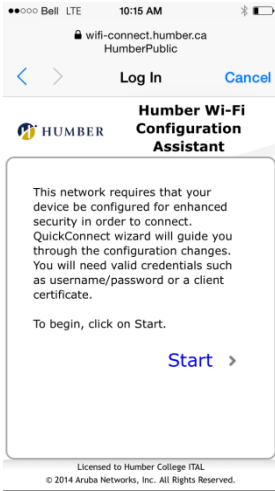 Bell LTE 10:15 AM
wifi-connect.humber.ca
HumberPublic
Log In Cancel
HUMBER
Humber Wi-Fi
Configuration
Assistant
This network requires that your
device be configured for enhanced
security in order to connect.
QuickConnect wizard will guide you
through the configuration changes.
You will need valid credentials such
as username/password or a client
certificate.
To begin, click on Start.
Start
Licensed to Humber College ITAL
© 2014 Aruba Networks, Inc. All Rights Reserved.